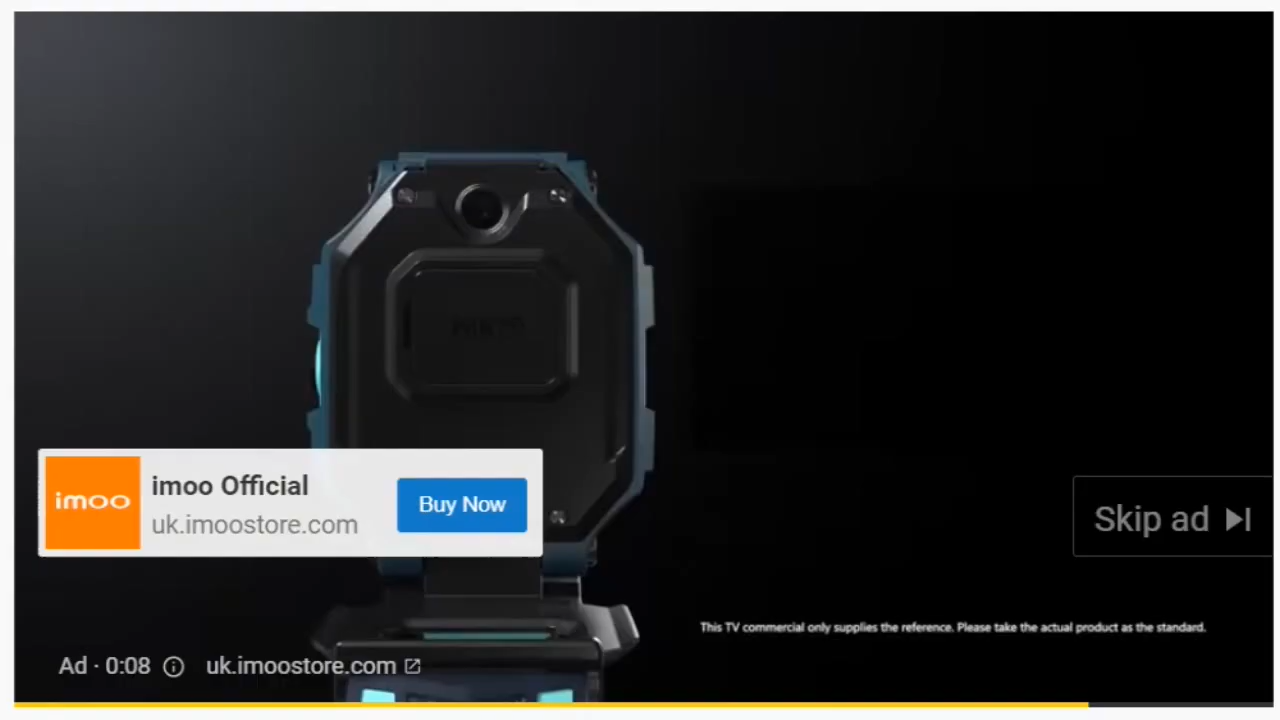 imoo
imoo Official
uk.imoostore.com
Buy Now
Skip ad
This TV commercial only supplies the reference. Please take the actual product as the standard.
Ad · 0:08 uk.imoostore.com